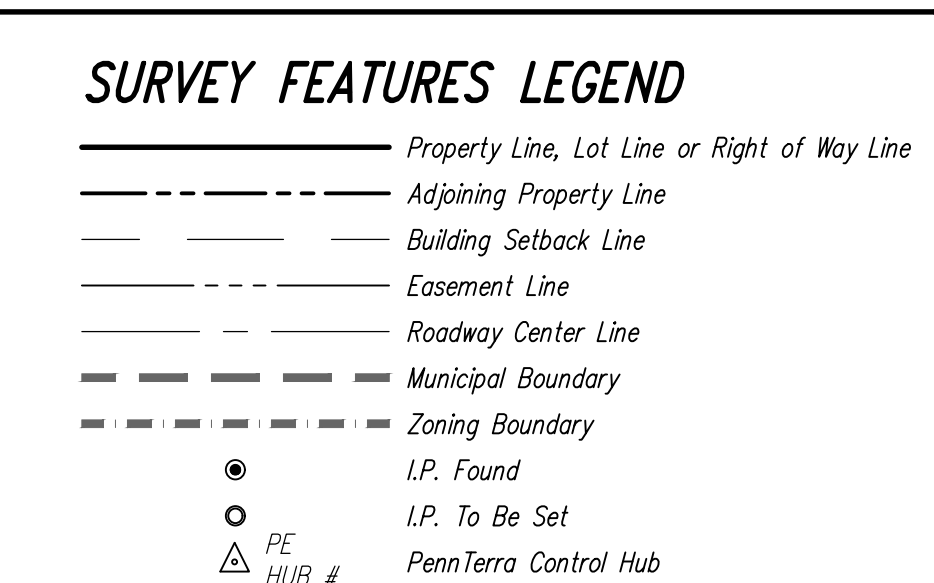 SURVEY FEATURES LEGEND
Property Line, Lot Line or Right of Way Line
Adjoining Property Line
Building Setback Line
Easement Line
Roadway Center Line
Municipal Boundary
Zoning Boundary
I.P. Found
I.P. To Be Set
PE
HUB #
PennTerra Control Hub